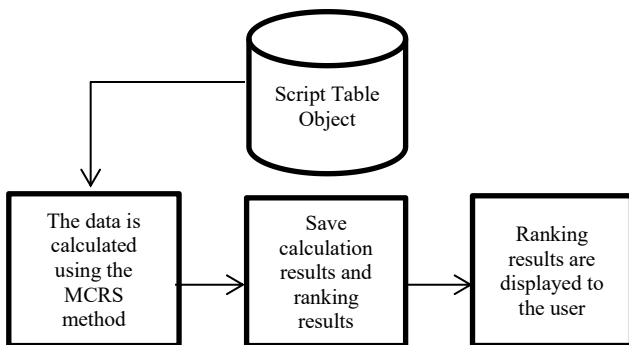 Script Table
Object
The data is
calculated
using the
MCRS
method
Save
calculation
results and
ranking
results
Ranking
results are
displayed to
the user